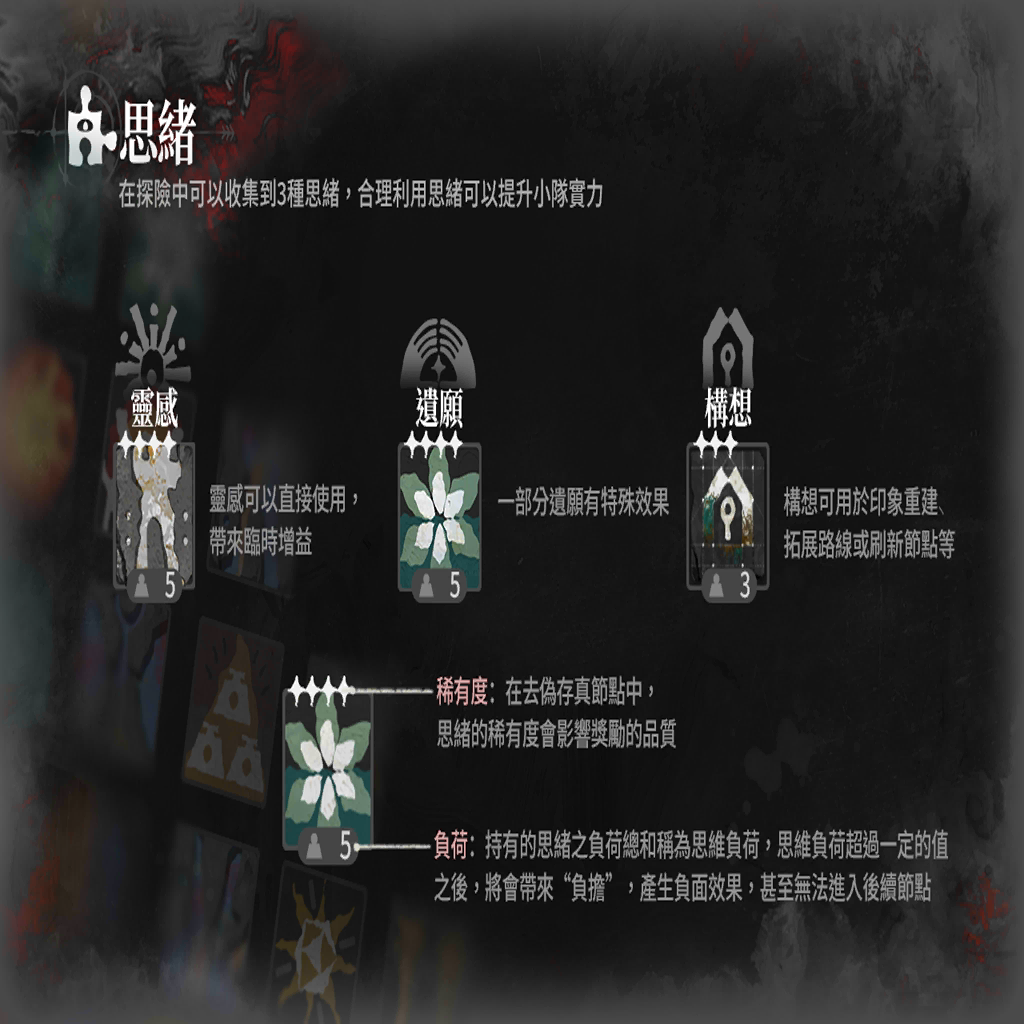 思緒
在探險中可以收集到3種思緒，合理利用思緒可以提升小隊實力
靈感
遺願
構想
靈感可以直接使用，
帶來臨時增益
5
一部分遺願有特殊效果
5
構想可用於印象重建、
拓展路線或刷新節點等
3
稀有度：在去偽存真節點中，
思緒的稀有度會影響獎勵的品質
5
負荷：持有的思緒之負荷總和稱為思維負荷，思維負荷超過一定的值
之後，將會帶來“負擔”，產生負面效果，甚至無法進入後續節點